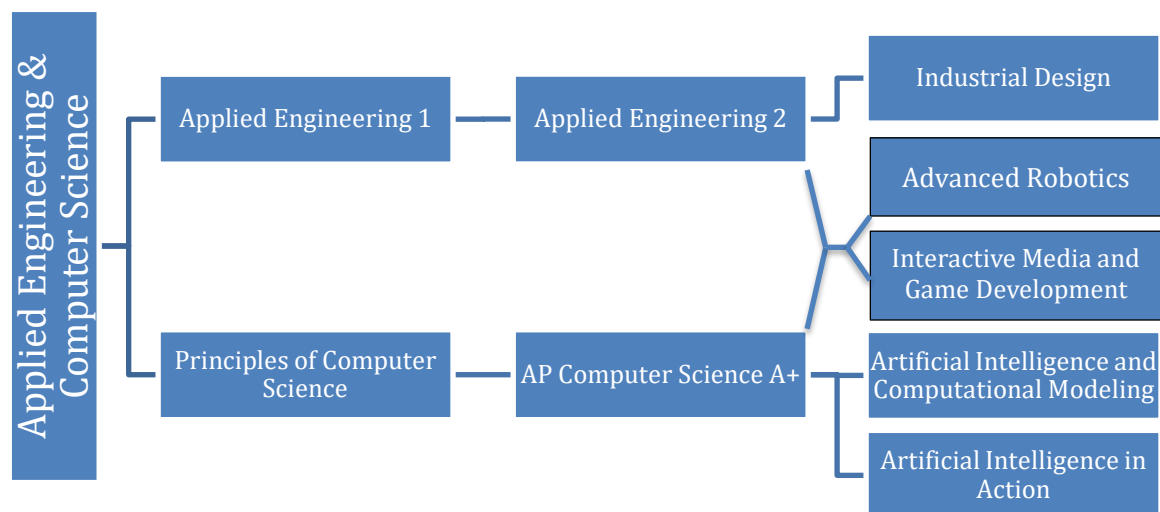 Applied Engineering &
Computer Science
Applied Engineering 1
Applied Engineering 2
Industrial Design
Advanced Robotics
Interactive Media and
Game Development
Principles of Computer
Science
AP Computer Science A+
Artificial Intelligence and
Computational Modeling
Artificial Intelligence in
Action